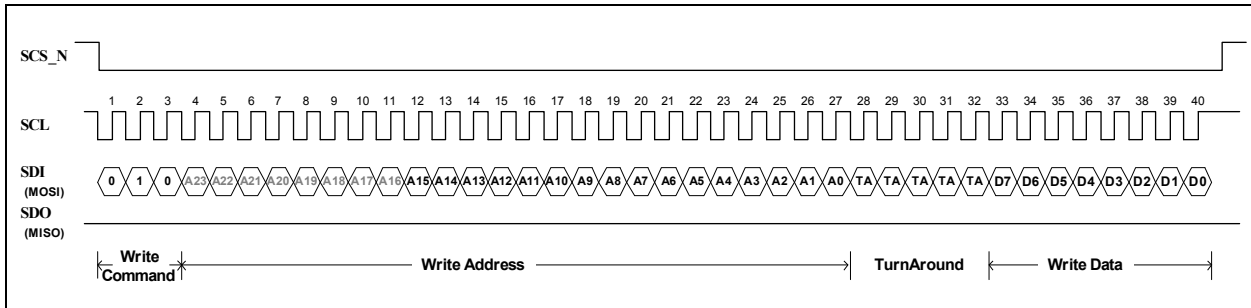 SCS_N
1 2 3 4 5 6 7 8 9 10 11 12 13 14 15 16 17 18 19 20 21 22 23 24 25 26 27 28 29 30 31 32 33 34 35 36 37 38 39 40
SCL
SDI 0 1 0 A23 A22 A21 A20 A19 A18 A17 A16 A15 A14 A13 A12 A11 A10 A9 A8 A7 A6 A5 A4 A3 A2 A1 A0 TA TA TA TA TA D7 D6 D5 D4 D3 D2 D1 D0
(MOSI)
SDO
(MISO)
Write Command Write Address TurnAround Write Data